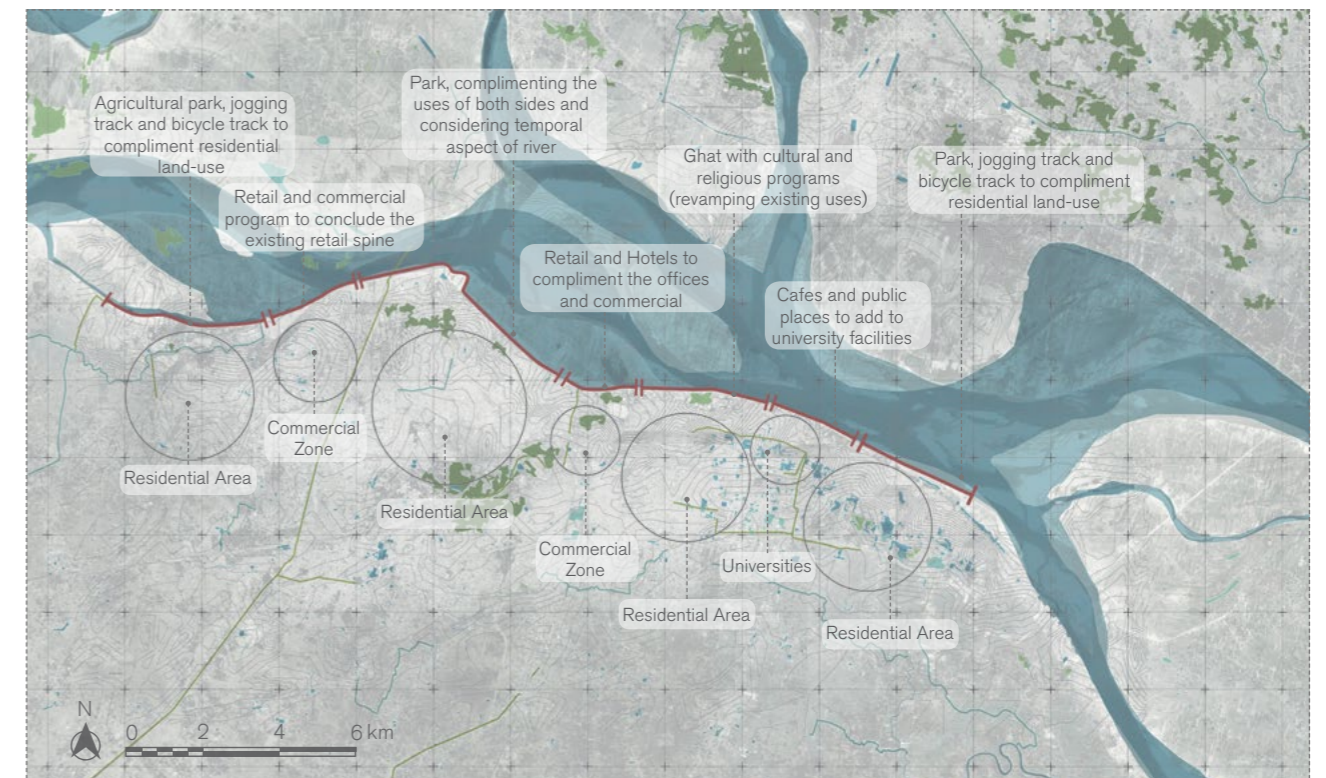 Agricultural park, jogging
track and bicycle track to
compliment residential
land-use
Retail and commercial
program to conclude the
existing retail spine
Park, complimenting the
uses of both sides and
considering temporal
aspect of river
Retail and Hotels to
compliment the offices
and commercial
Ghat with cultural and
religious programs
(revamping existing uses)
Cafes and public
places to add to
university facilities
Park, jogging track and
bicycle track to compliment
residential land-use
Residential Area
Commercial
Zone
Residential Area
Commercial
Zone
Residential Area
Universities
Residential Area
N
0 2 4 6 km